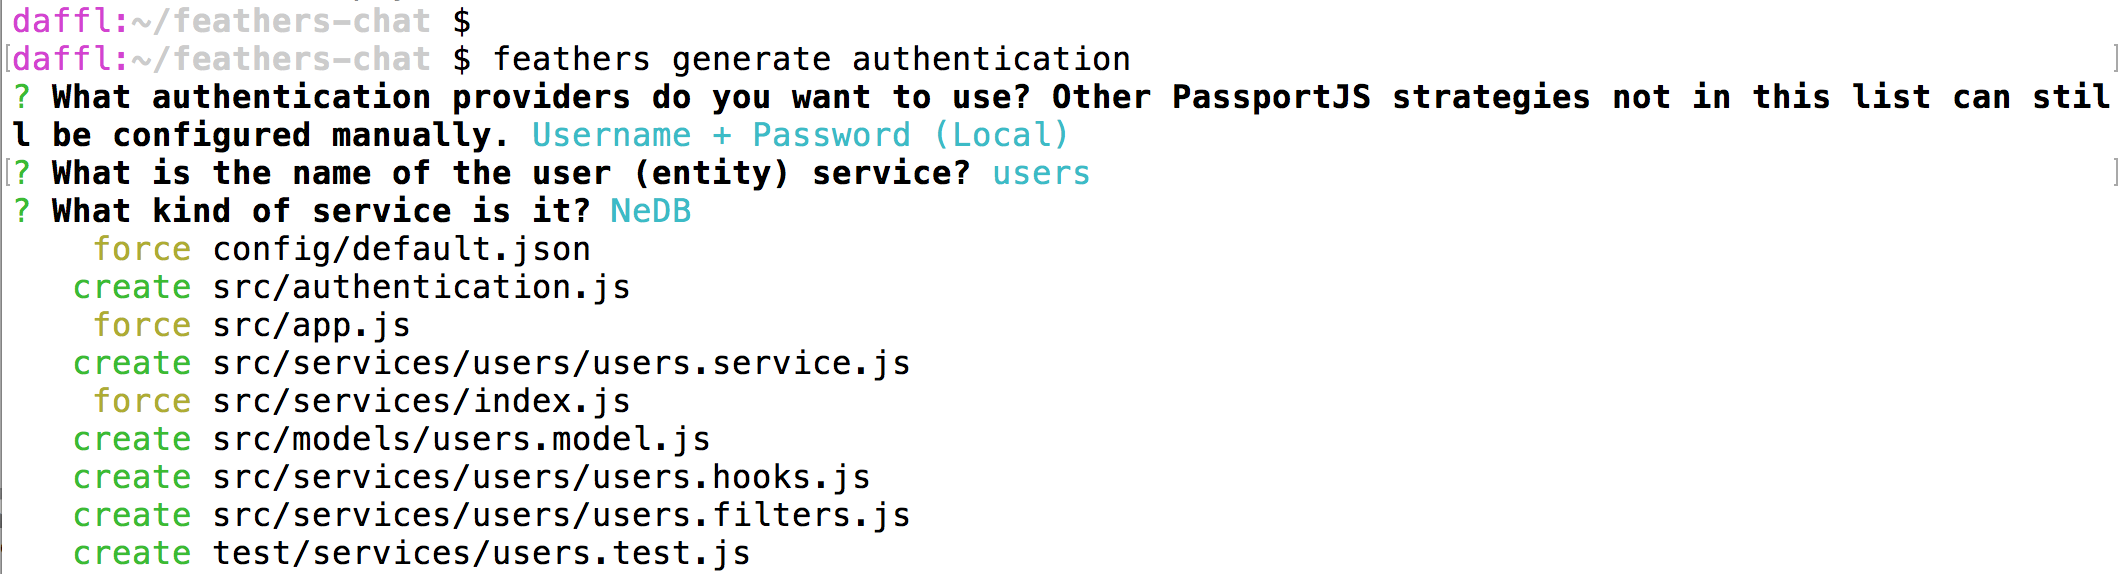 daffl:~/feathers-chat $
daffl:~/feathers-chat $ feathers generate authentication
? What authentication providers do you want to use? Other PassportJS strategies not in this list can stil
l be configured manually. Username + Password (Local)
? What is the name of the user (entity) service? users
? What kind of service is it? NeDB
force config/default.json
create src/authentication.js
force src/app.js
create src/services/users/users.service.js
force src/services/index.js
create src/models/users.model.js
create src/services/users/users.hooks.js
create src/services/users/users.filters.js
create test/services/users.test.js